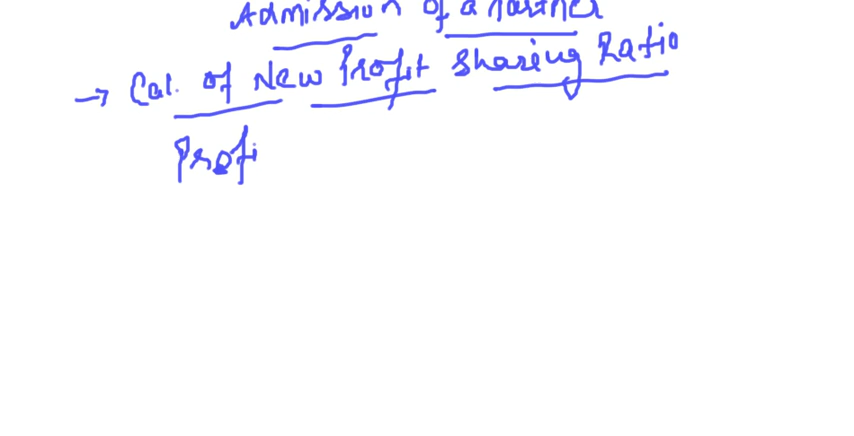 Admission of a Partner
→ Cal. of New Profit Sharing Ratio
Profi